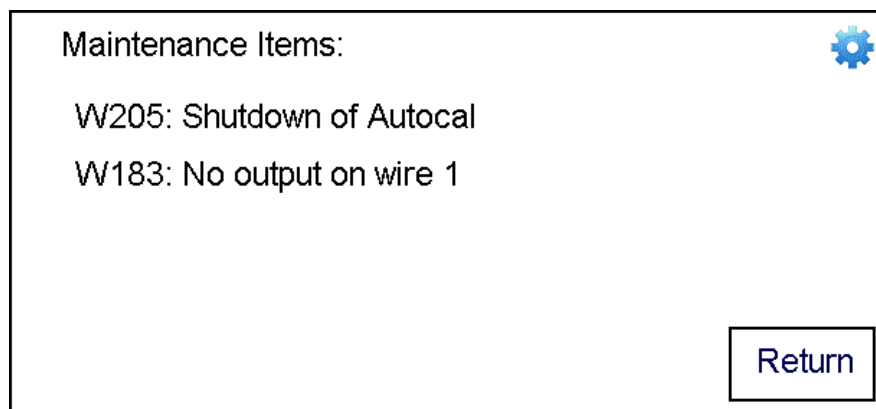 Maintenance Items:
W205: Shutdown of Autocal
W183: No output on wire 1
Return